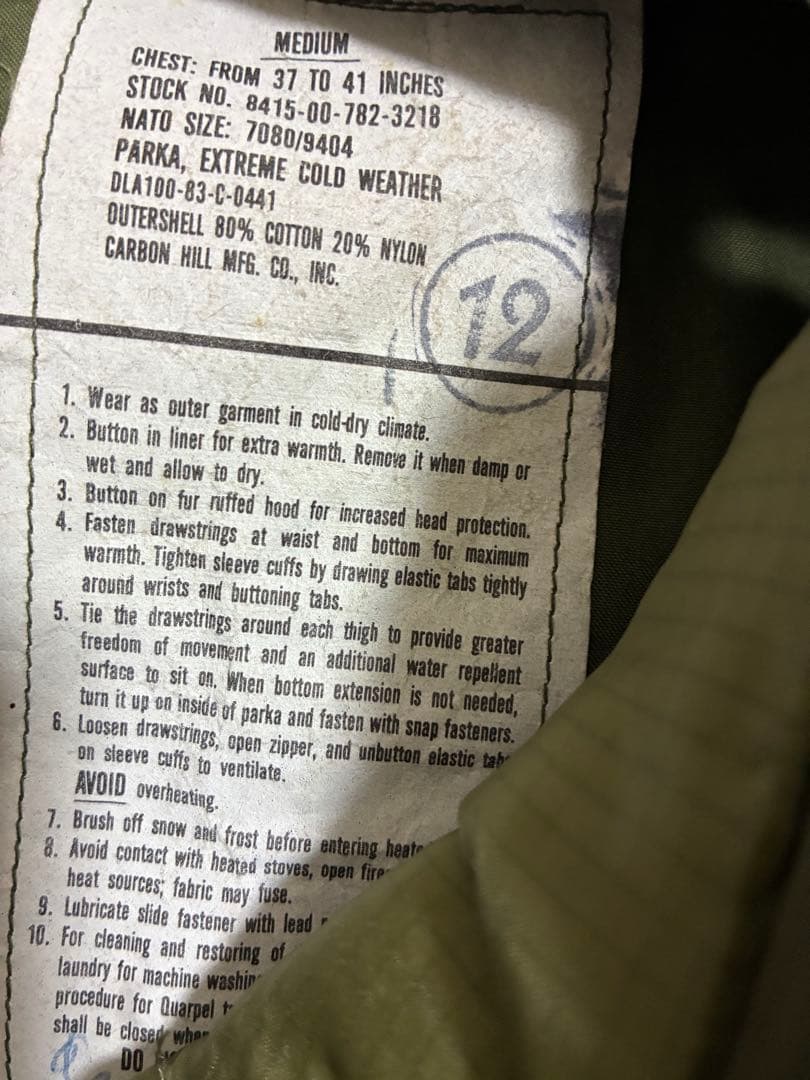 MEDIUM
CHEST: FROM 37 TO 41 INCHES
STOCK NO. 8415-00-782-3218
NATO SIZE: 7080/9404
PARKA, EXTREME COLD WEATHER
DLA100-83-C-0441
OUTERSHELL 80% COTTON 20% NYLON
CARBON HILL MFG. CO., INC.
12
1. Wear as outer garment in cold-dry climate.
2. Button in liner for extra warmth. Remove it when damp or
wet and allow to dry.
3. Button on fur ruffed hood for increased head protection.
4. Fasten drawstrings at waist and bottom for maximum
warmth. Tighten sleeve cuffs by drawing elastic tabs tightly
around wrists and buttoning tabs.
5. Tie the drawstrings around each thigh to provide greater
freedom of movement and an additional water repellent
surface to sit on. When bottom extension is not needed,
turn it up on inside of parka and fasten with snap fasteners.
6. Loosen drawstrings, open zipper, and unbutton elastic tab
on sleeve cuffs to ventilate.
AVOID overheating.
7. Brush off snow and frost before entering heate
8. Avoid contact with heated stoves, open fire
heat sources; fabric may fuse.
9. Lubricate slide fastener with lead
10. For cleaning and restoring of
laundry for machine washin
procedure for Quarpel
shall be closed whe
DO